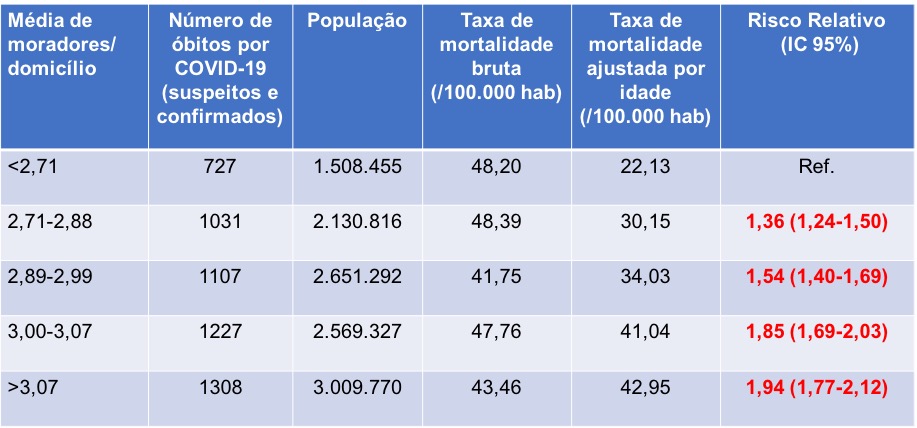 Média de
moradores/
domicílio
Número de
óbitos por
COVID-19
(suspeitos e
confirmados)
População
Taxa de
mortalidade
bruta
(/100.000 hab)
Taxa de
mortalidade
ajustada por
idade
(/100.000 hab)
Risco Relativo
(IC 95%)
<2,71 727 1.508.455 48,20 22,13 Ref.
2,71-2,88 1031 2.130.816 48,39 30,15 1,36 (1,24-1,50)
2,89-2,99 1107 2.651.292 41,75 34,03 1,54 (1,40-1,69)
3,00-3,07 1227 2.569.327 47,76 41,04 1,85 (1,69-2,03)
>3,07 1308 3.009.770 43,46 42,95 1,94 (1,77-2,12)